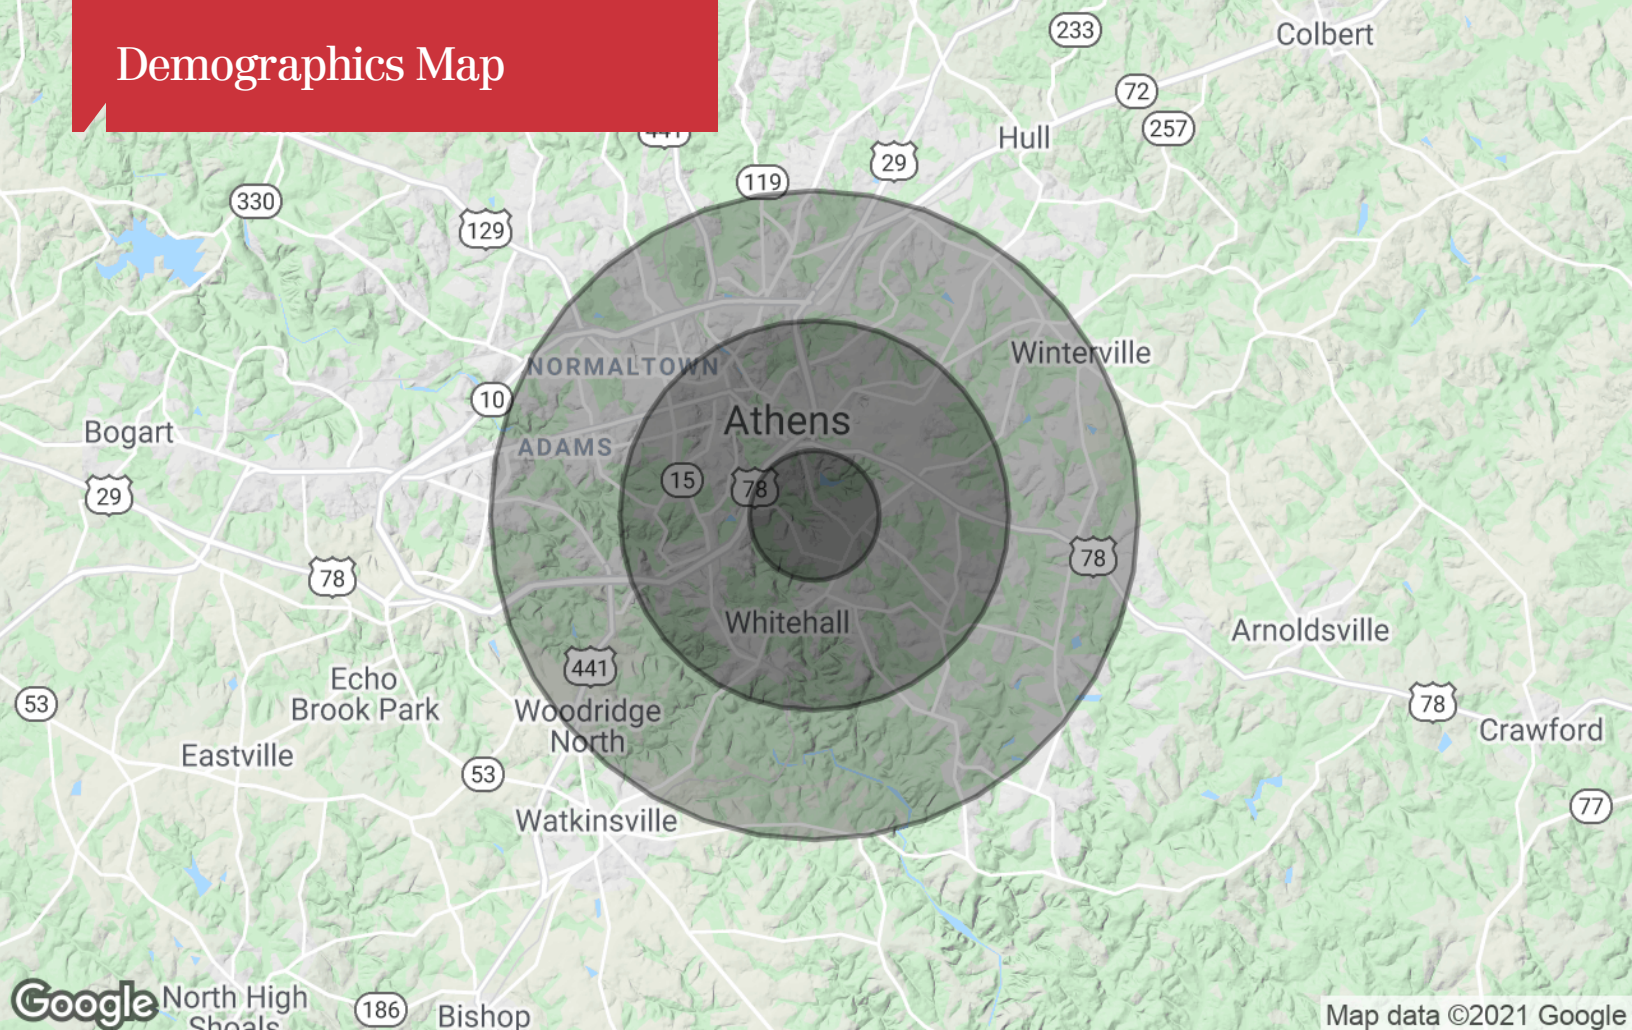 Demographics Map
233
Colbert
72
257
Hull
441
29
119
330
129
Winterville
NORMALTOWN
10
Athens
Bogart
ADAMS
15
78
29
78
78
Whitehall
Arnoldsville
441
Echo
Brook Park
53
Woodridge
North
78
Crawford
Eastville
53
77
Watkinsville
Google
North High
Shoals
186
Bishop
Map data ©2021 Google